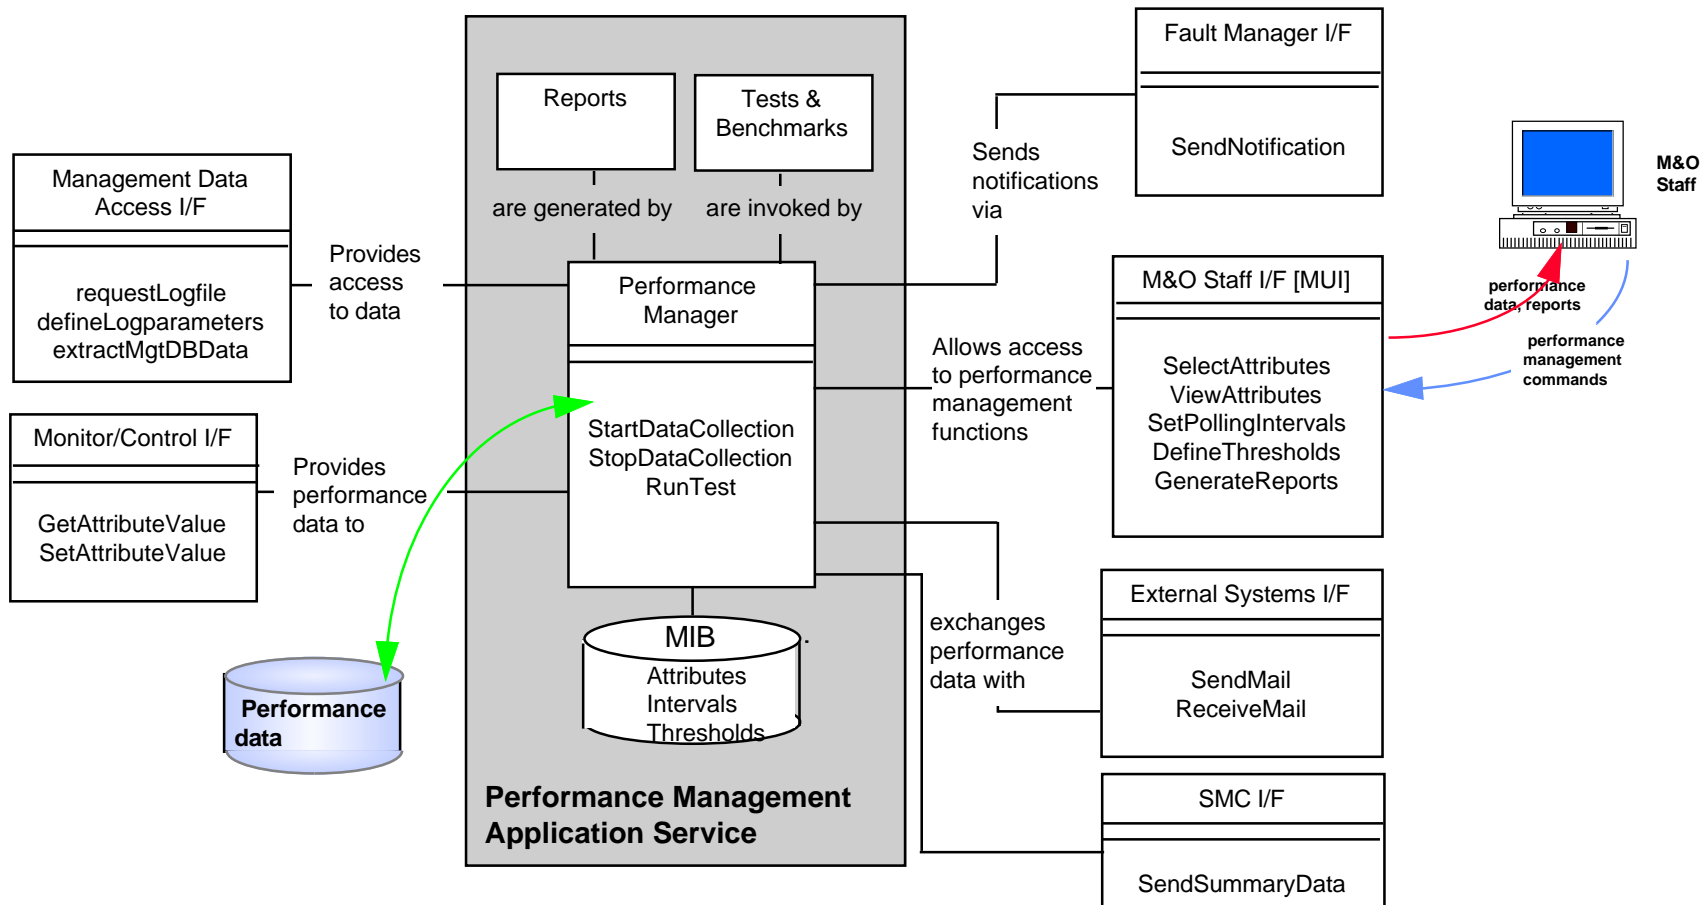 Fault Manager I/F
SendNotification
Reports
Tests &
Benchmarks
are generated by
are invoked by
Sends
notifications
via
M&O
Staff
Management Data
Access I/F
requestLogfile
defineLogparameters
extractMgtDBData
Provides
access
to data
Performance
Manager
StartDataCollection
StopDataCollection
RunTest
M&O Staff I/F [MUI]
SelectAttributes
ViewAttributes
SetPollingIntervals
DefineThresholds
GenerateReports
performance
data, reports
performance
management
commands
Allows access
to performance
management
functions
Monitor/Control I/F
GetAttributeValue
SetAttributeValue
Provides
performance
data to
External Systems I/F
SendMail
ReceiveMail
exchanges
performance
data with
MIB
Attributes
Intervals
Thresholds
Performance
data
Performance Management
Application Service
SMC I/F
SendSummaryData